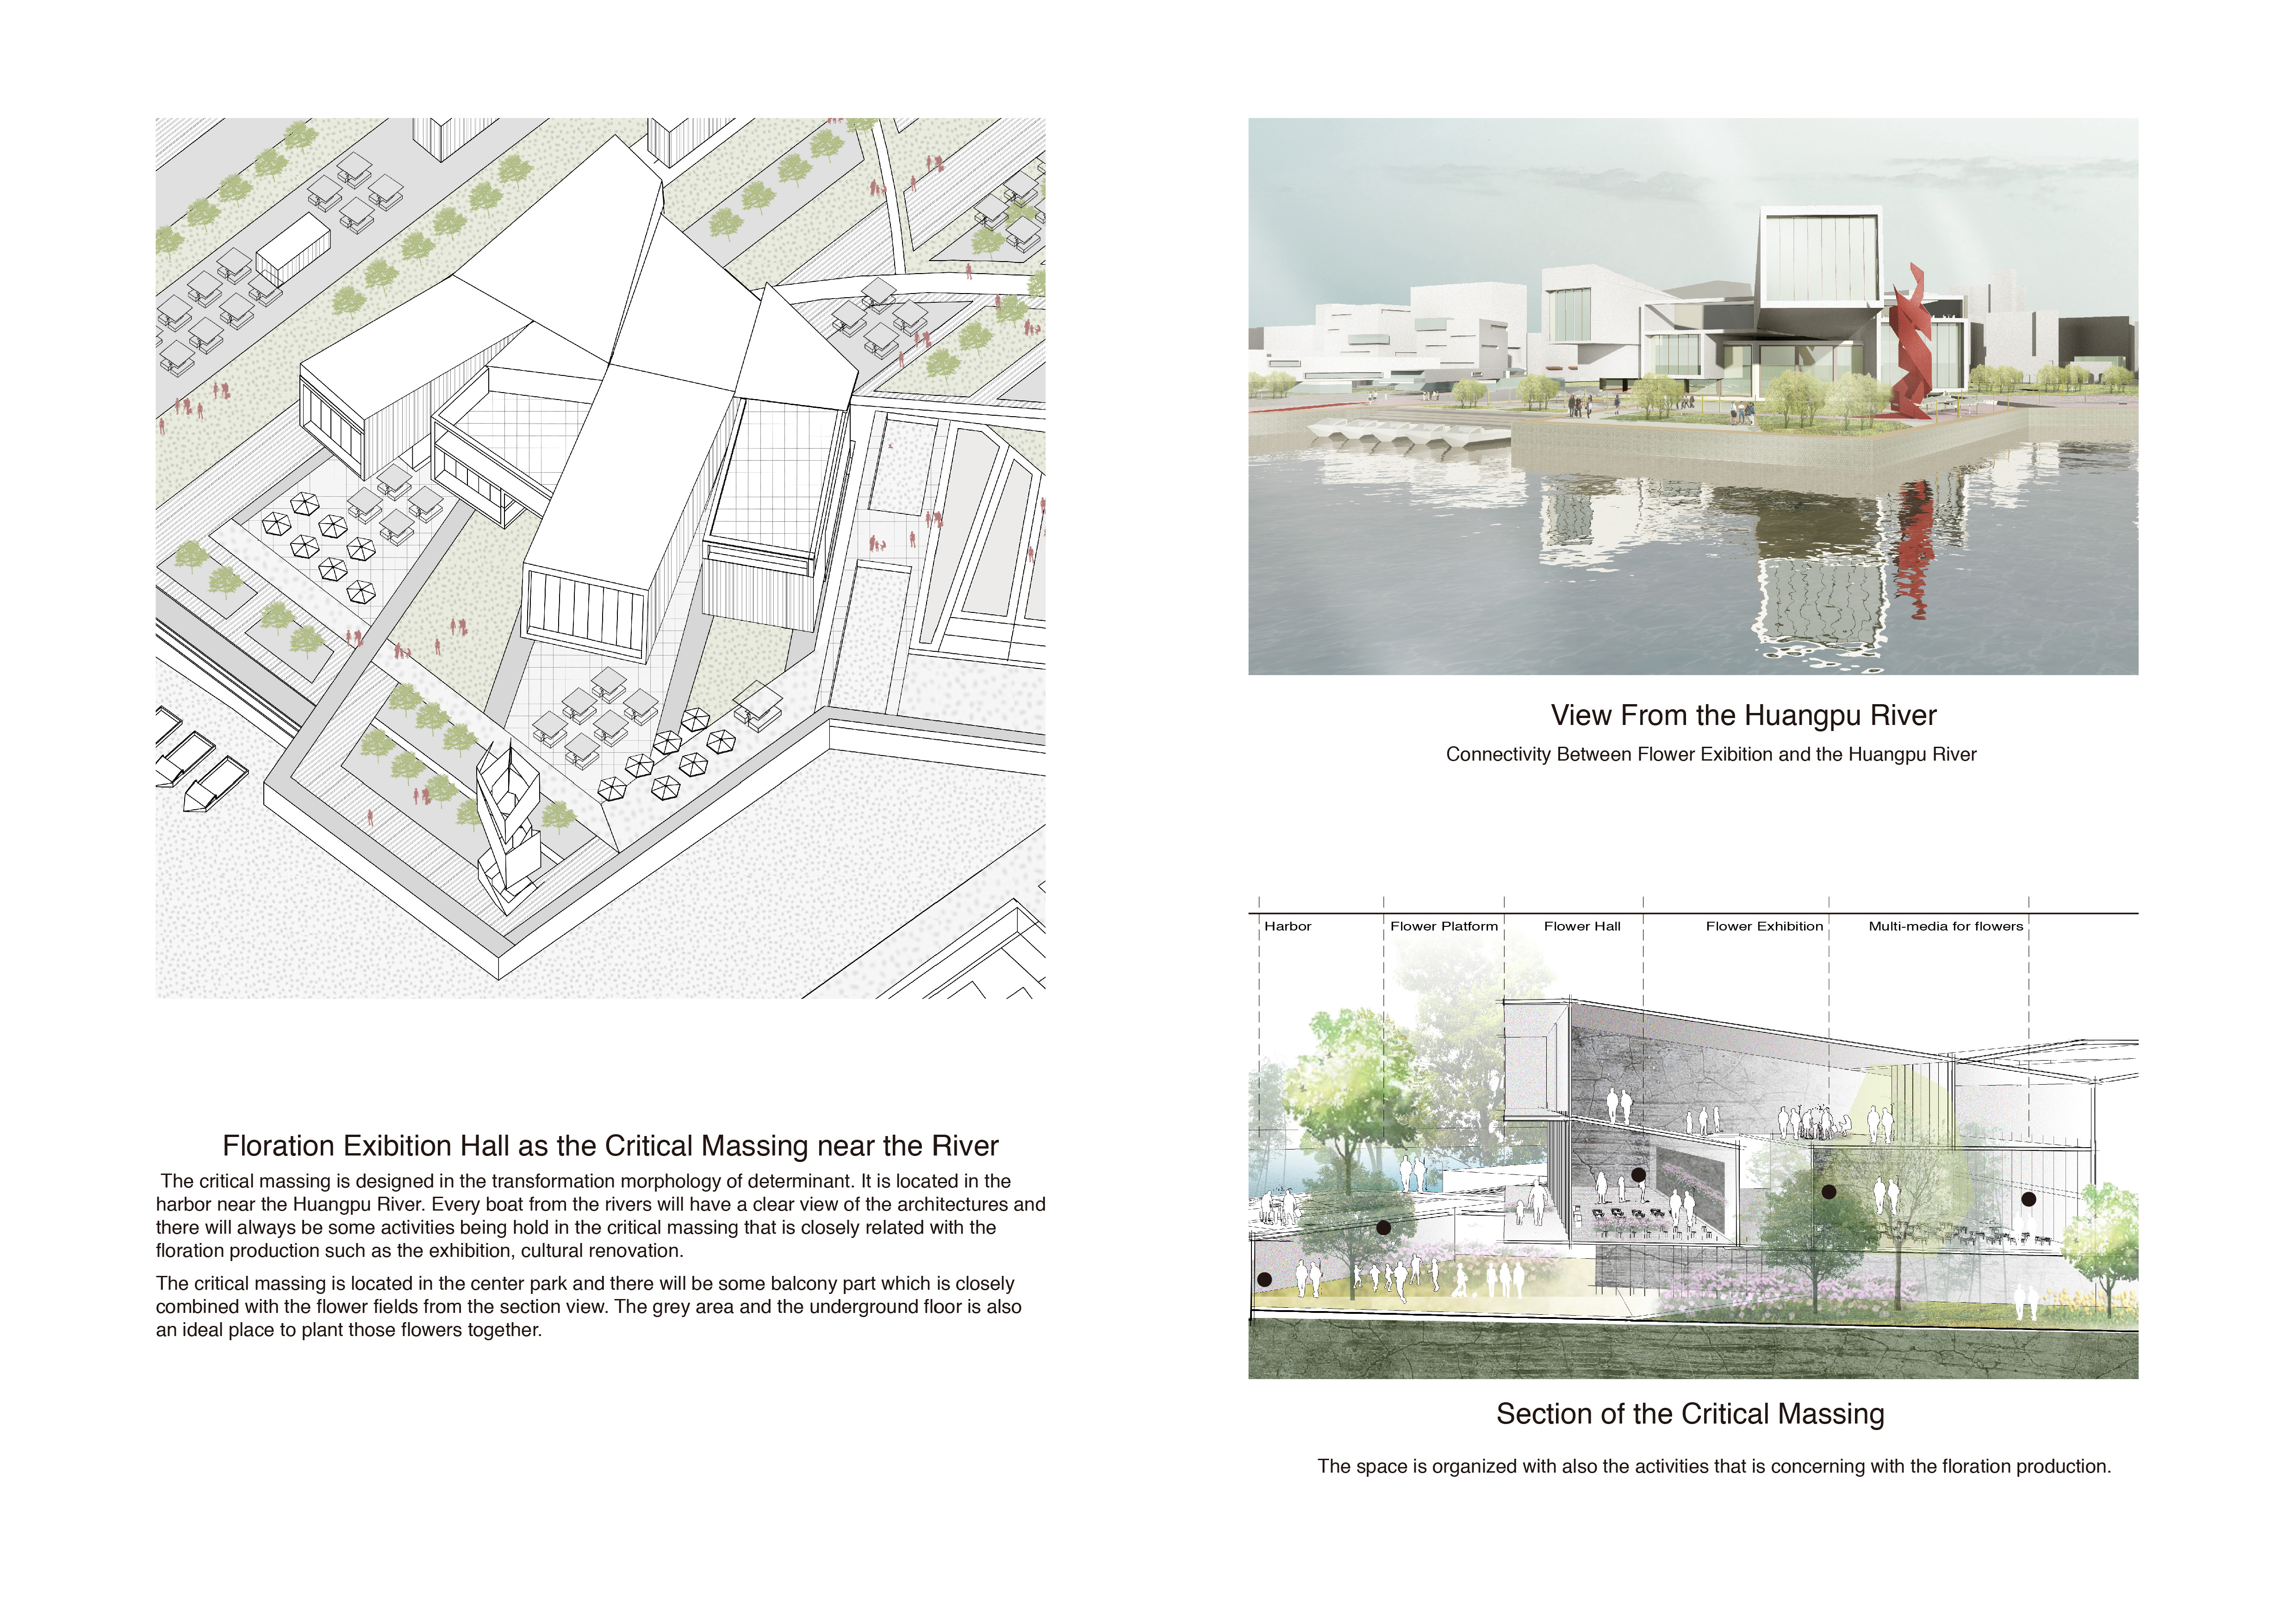 Floration Exibition Hall as the Critical Massing near the River
The critical massing is designed in the transformation morphology of determinant. It is located in the
harbor near the Huangpu River. Every boat from the rivers will have a clear view of the architectures and
there will always be some activities being hold in the critical massing that is closely related with the
floration production such as the exhibition, cultural renovation.
The critical massing is located in the center park and there will be some balcony part which is closely
combined with the flower fields from the section view. The grey area and the underground floor is also
an ideal place to plant those flowers together.
View From the Huangpu River
Connectivity Between Flower Exibition and the Huangpu River
Harbor
Flower Platform
Flower Hall
Flower Exhibition
Multi-media for flowers
Section of the Critical Massing
The space is organized with also the activities that is concerning with the floration production.